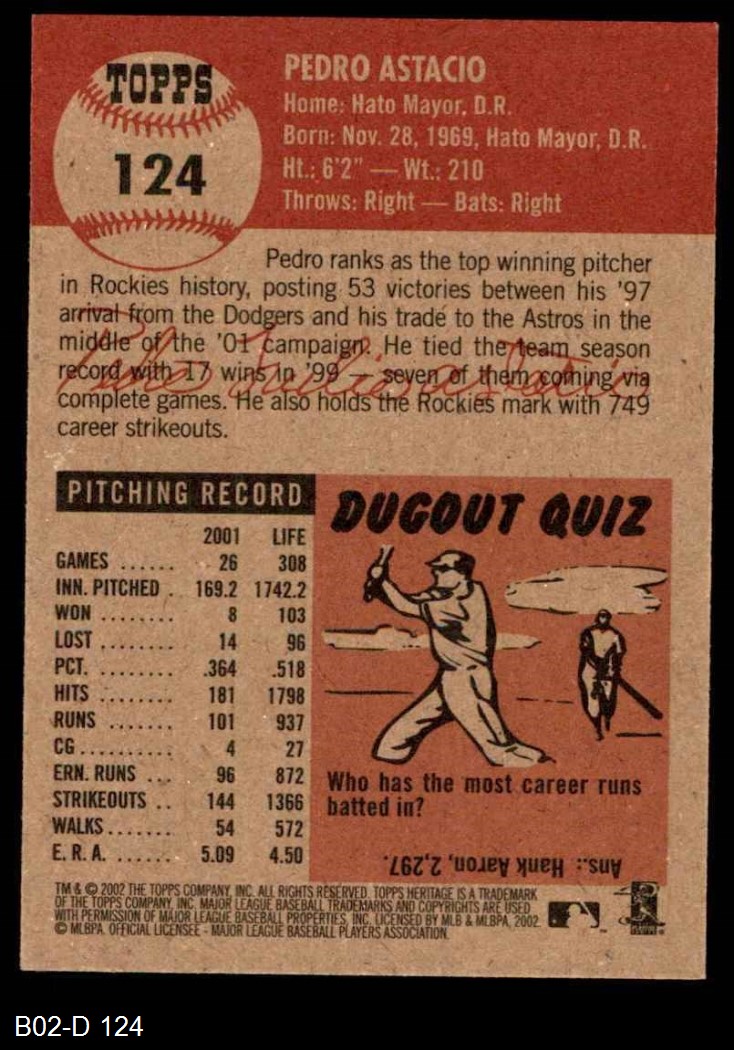 TOPPS
124
PEDRO ASTACIO
Home: Hato Mayor, D.R.
Born: Nov. 28, 1969, Hato Mayor, D.R.
Ht.: 6'2" — Wt.: 210
Throws: Right — Bats: Right
Pedro ranks as the top winning pitcher
in Rockies history, posting 53 victories between his '97
arrival from the Dodgers and his trade to the Astros in the
middle of the '01 campaign. He tied the team season
record with 17 wins in '99 — seven of them coming via
complete games. He also holds the Rockies mark with 749
career strikeouts.
PITCHING RECORD
2001 LIFE
GAMES ...... 26 308
INN. PITCHED . 169.2 1742.2
WON ........ 8 103
LOST ........ 14 96
PCT. ........ .364 .518
HITS ........ 181 1798
RUNS ....... 101 937
CG.......... 4 27
ERN. RUNS ... 96 872
STRIKEOUTS .. 144 1366
WALKS....... 54 572
E. R. A. ...... 5.09 4.50
DUGOUT QUIZ
Who has the most career runs
batted in?
Ans.: Hank Aaron, 2,297.
TM & © 2002 THE TOPPS COMPANY, INC. ALL RIGHTS RESERVED. TOPPS HERITAGE IS A TRADEMARK
OF THE TOPPS COMPANY, INC. MAJOR LEAGUE BASEBALL TRADEMARKS AND COPYRIGHTS ARE USED
WITH PERMISSION OF MAJOR LEAGUE BASEBALL PROPERTIES, INC. LICENSED BY MLB & MLBPA, 2002.
© MLBPA. OFFICIAL LICENSEE - MAJOR LEAGUE BASEBALL PLAYERS ASSOCIATION.
B02-D 124